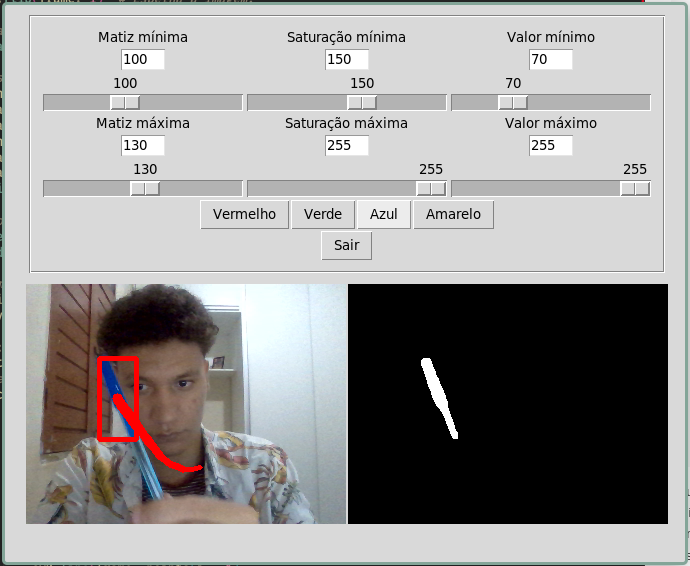 Matiz mínima Saturação mínima Valor mínimo
100 150 70
100 150 70
Matiz máxima Saturação máxima Valor máximo
130 255 255
130 255 255
Vermelho Verde Azul Amarelo
Sair